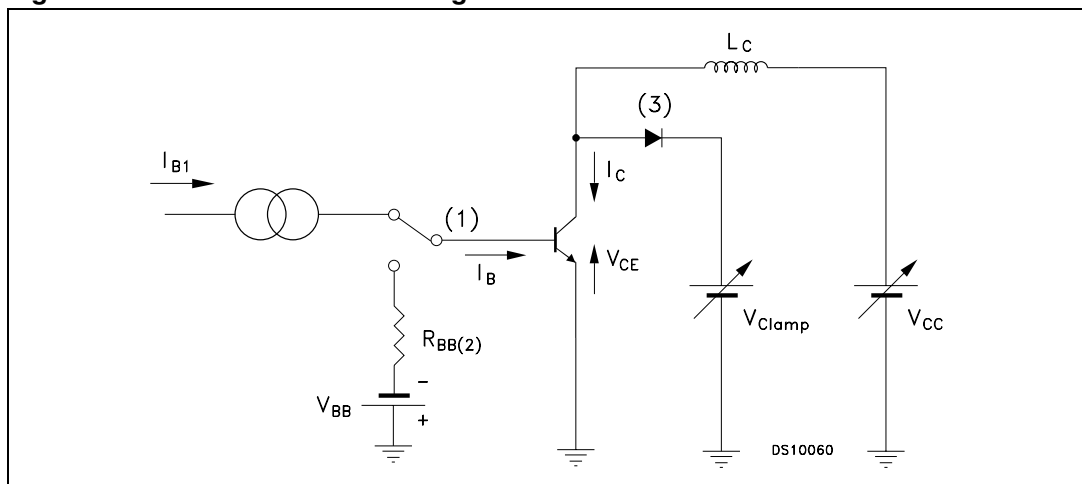 L_C
(3)
I_B1
I_C
(1)
I_B
V_CE
R_BB(2)
V_Clamp
V_CC
-
V_BB
+
DS10060